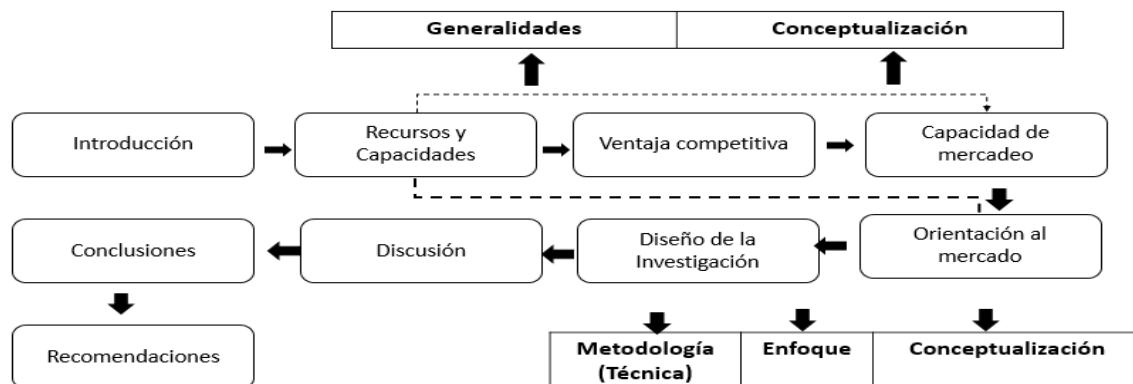 Generalidades
Conceptualización
Introducción
Recursos y
Capacidades
Ventaja competitiva
Capacidad de
mercadeo
Conclusiones
Discusión
Diseño de la
Investigación
Orientación al
mercado
Recomendaciones
Metodología
(Técnica)
Enfoque
Conceptualización